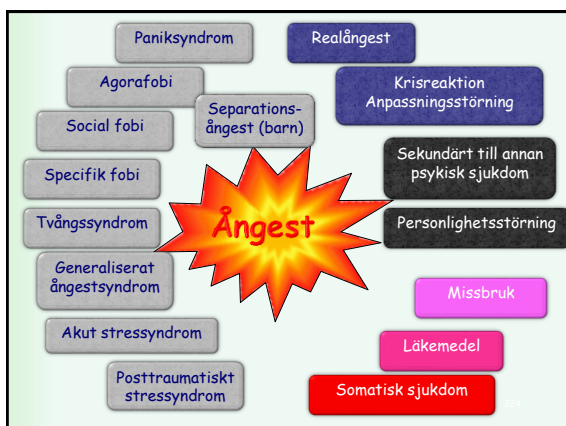 Paniksyndrom
Realångest
Agorafobi
Krisreaktion
Anpassningsstörning
Separations-
ångest (barn)
Social fobi
Sekundärt till annan
psykisk sjukdom
Specifik fobi
Tvångssyndrom
Ångest
Personlighetsstörning
Generaliserat
ångestsyndrom
Missbruk
Akut stressyndrom
Läkemedel
Posttraumatiskt
stressyndrom
Somatisk sjukdom